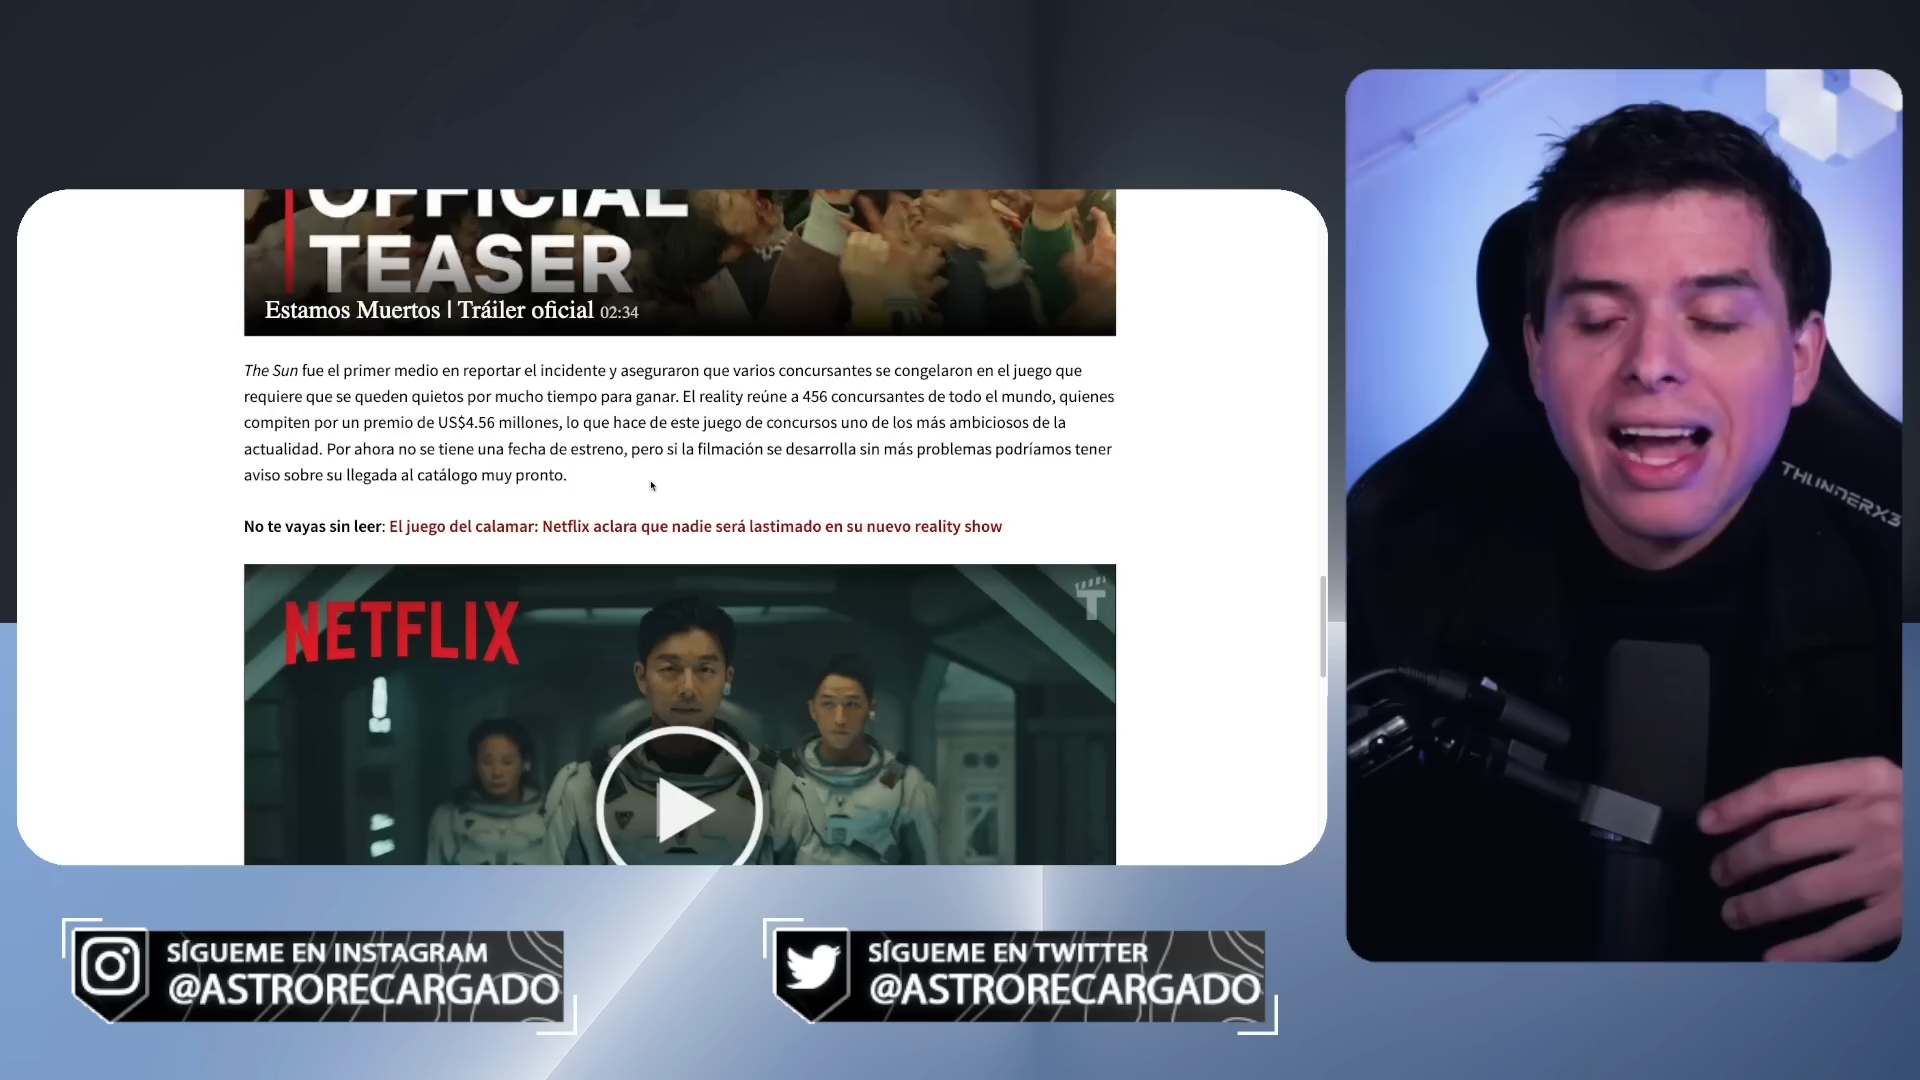 OFFICIAL
TEASER
Estamos Muertos | Tráiler oficial 02:34
The Sun fue el primer medio en reportar el incidente y aseguraron que varios concursantes se congelaron en el juego que
requiere que se queden quietos por mucho tiempo para ganar. El reality reúne a 456 concursantes de todo el mundo, quienes
compiten por un premio de US$4.56 millones, lo que hace de este juego de concursos uno de los más ambiciosos de la
actualidad. Por ahora no se tiene una fecha de estreno, pero si la filmación se desarrolla sin más problemas podríamos tener
aviso sobre su llegada al catálogo muy pronto.
No te vayas sin leer: El juego del calamar: Netflix aclara que nadie será lastimado en su nuevo reality show
NETFLIX
T
THUNDERX3
SÍGUEME EN INSTAGRAM
@ASTRORECARGADO
SÍGUEME EN TWITTER
@ASTRORECARGADO